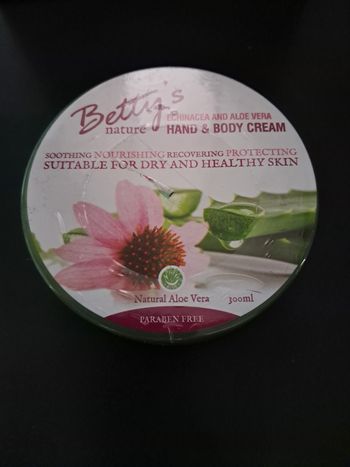 Betty's
nature
ECHINACEA AND ALOE VERA
HAND & BODY CREAM
SOOTHING NOURISHING RECOVERING PROTECTING
SUITABLE FOR DRY AND HEALTHY SKIN
Natural Aloe Vera 300ml
PARABEN FREE